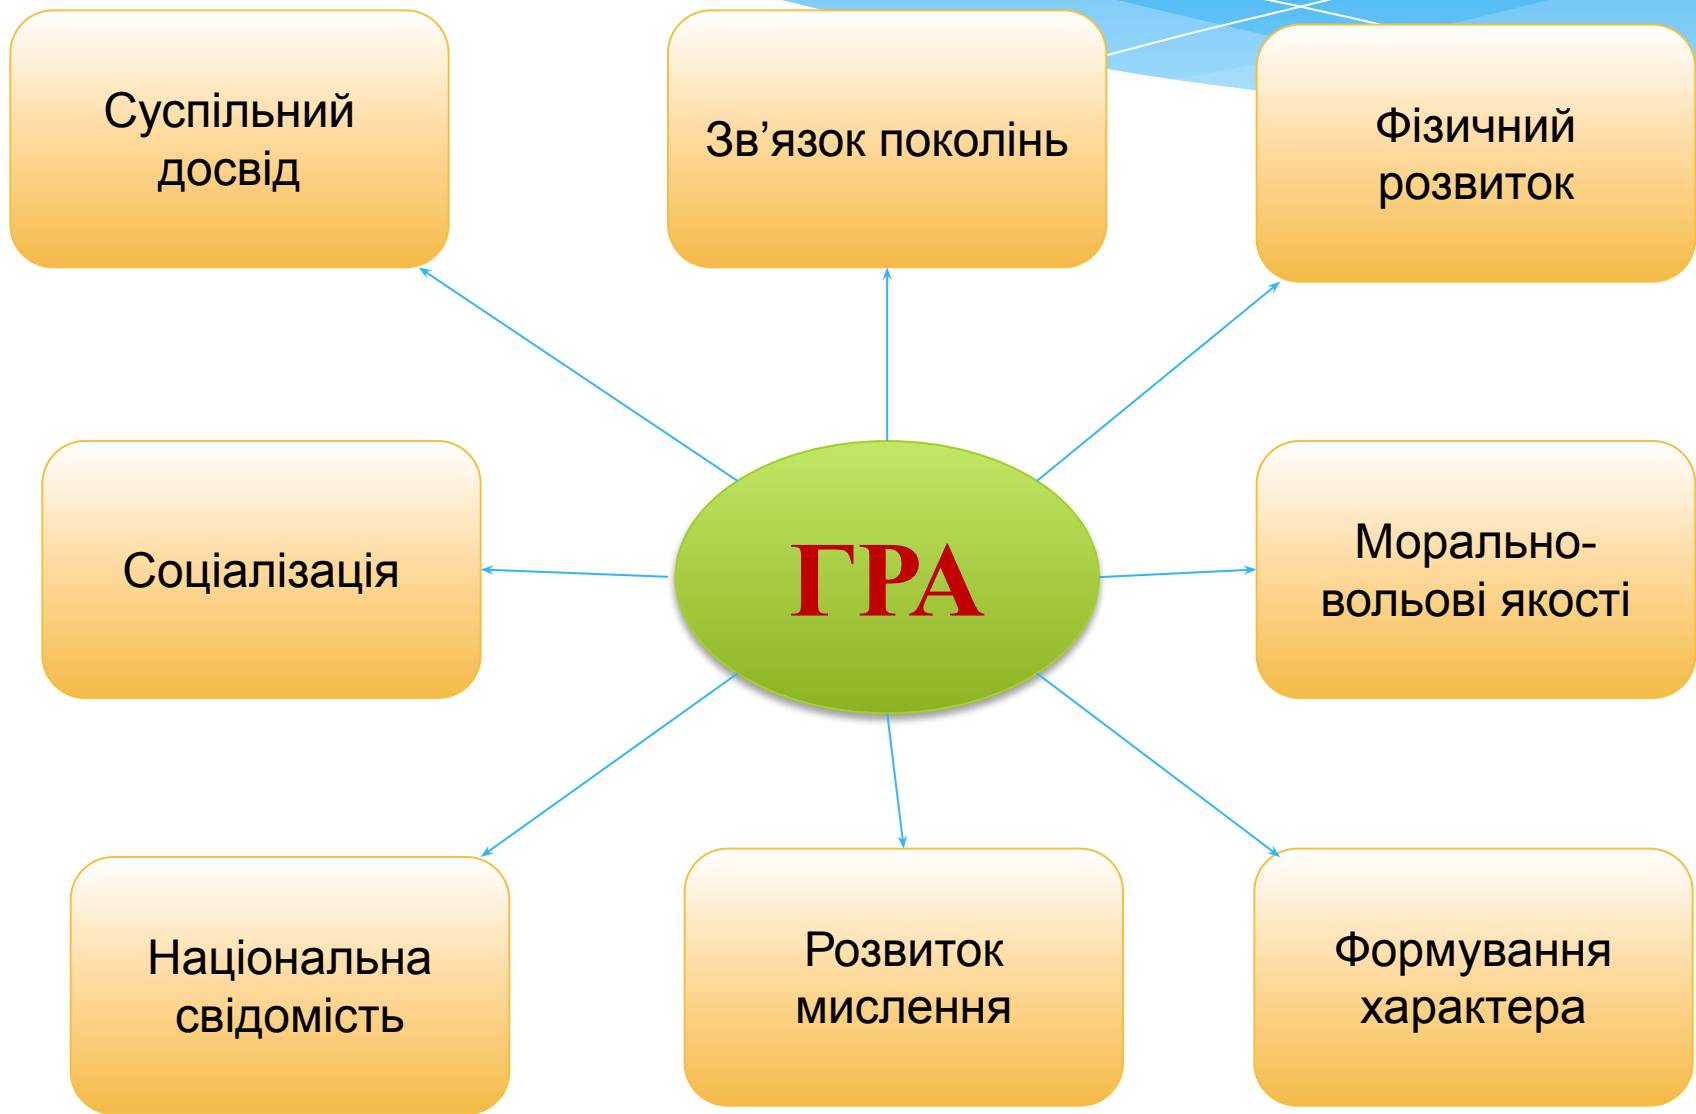 Суспільний
досвід
Зв’язок поколінь
Фізичний
розвиток
Соціалізація
ГРА
Морально-
вольові якості
Національна
свідомість
Розвиток
мислення
Формування
характера